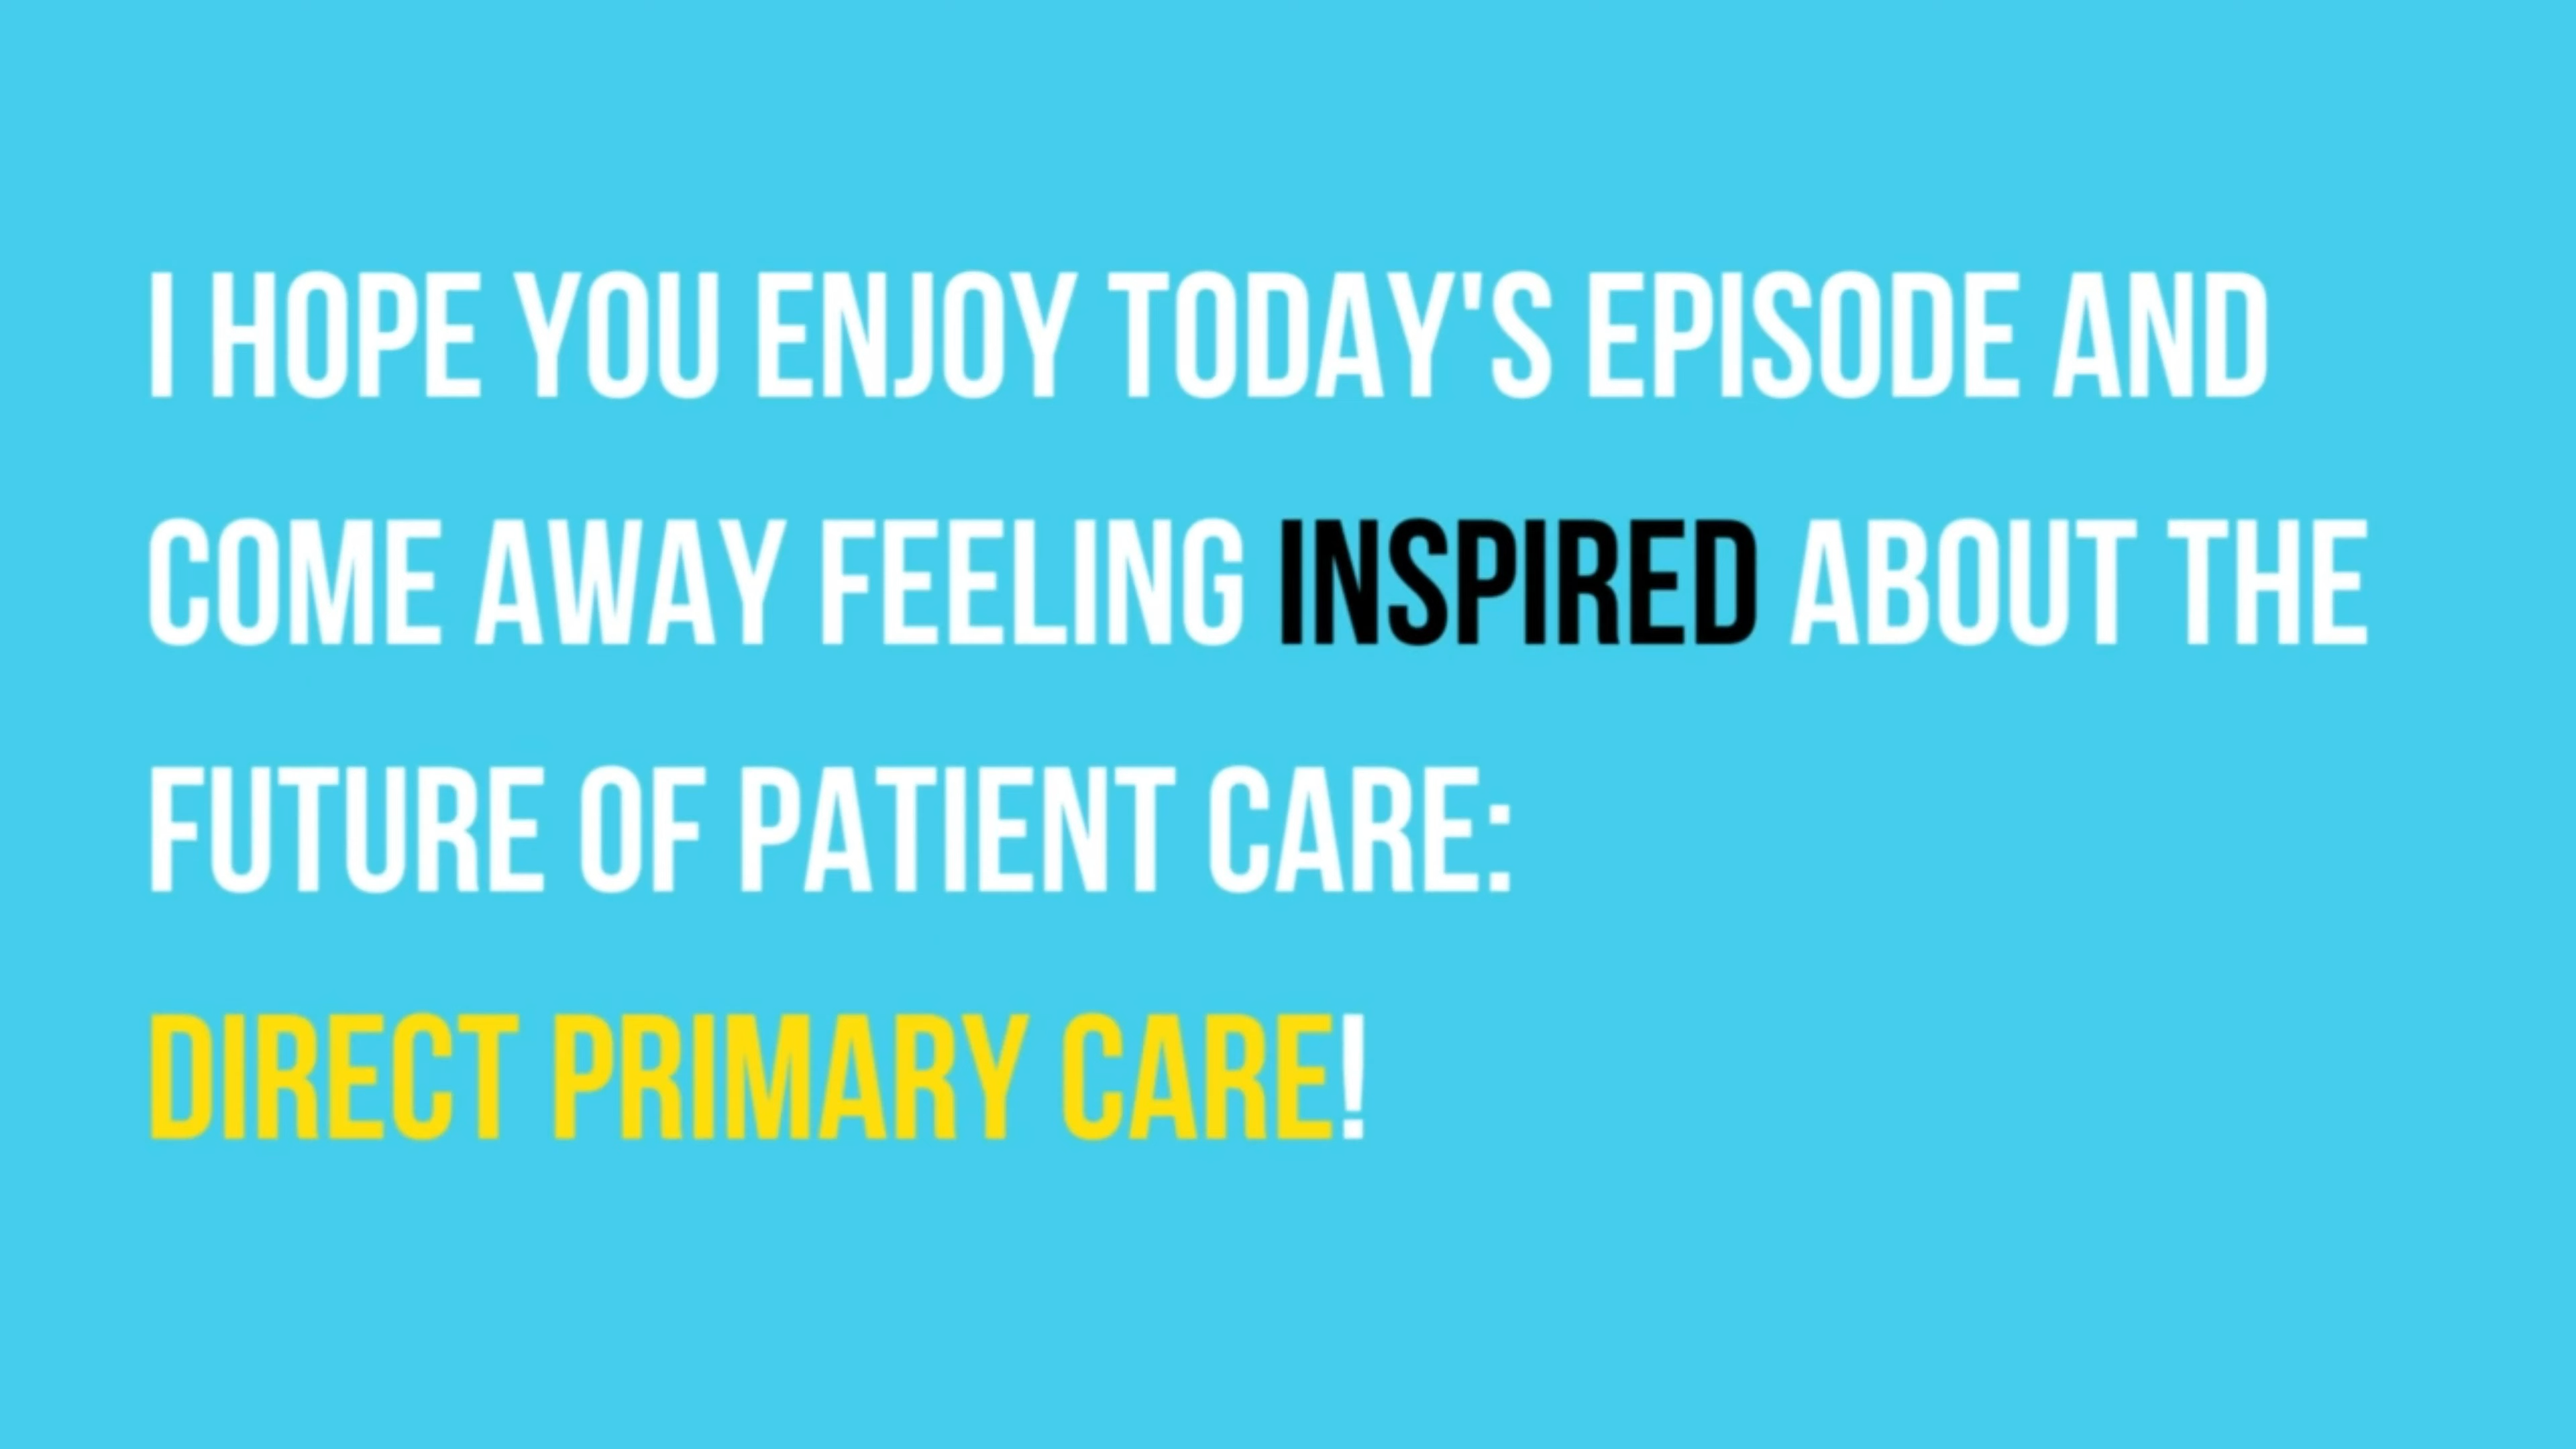 I HOPE YOU ENJOY TODAY'S EPISODE AND
COME AWAY FEELING INSPIRED ABOUT THE
FUTURE OF PATIENT CARE:
DIRECT PRIMARY CARE!